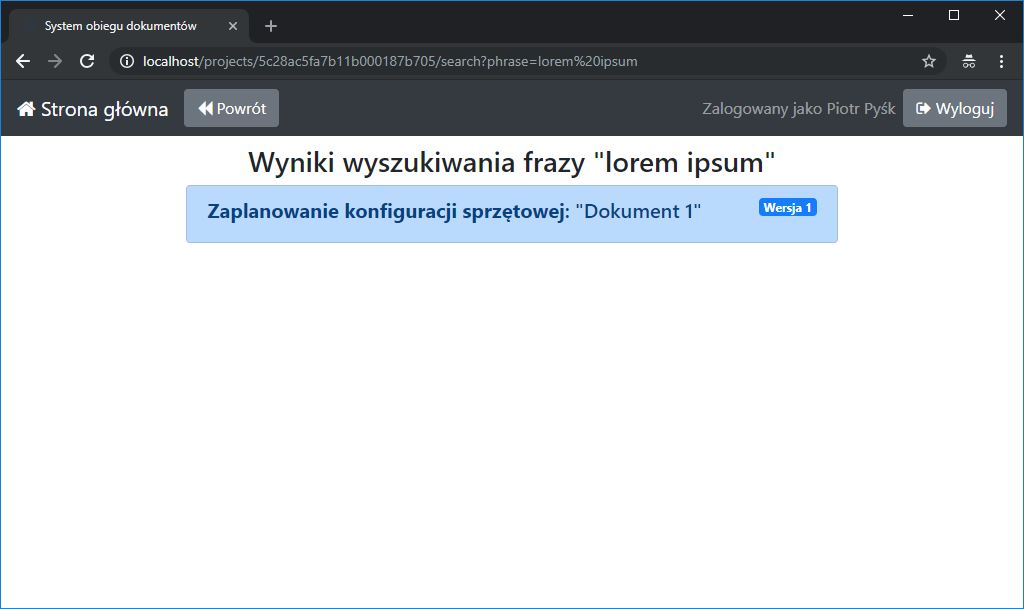 System obiegu dokumentów
localhost/projects/5c28ac5fa7b11b000187b705/search?phrase=lorem%20ipsum
Strona główna Powrót Zalogowany jako Piotr Pyśk Wyloguj
Wyniki wyszukiwania frazy "lorem ipsum"
Zaplanowanie konfiguracji sprzętowej: "Dokument 1" Wersja 1